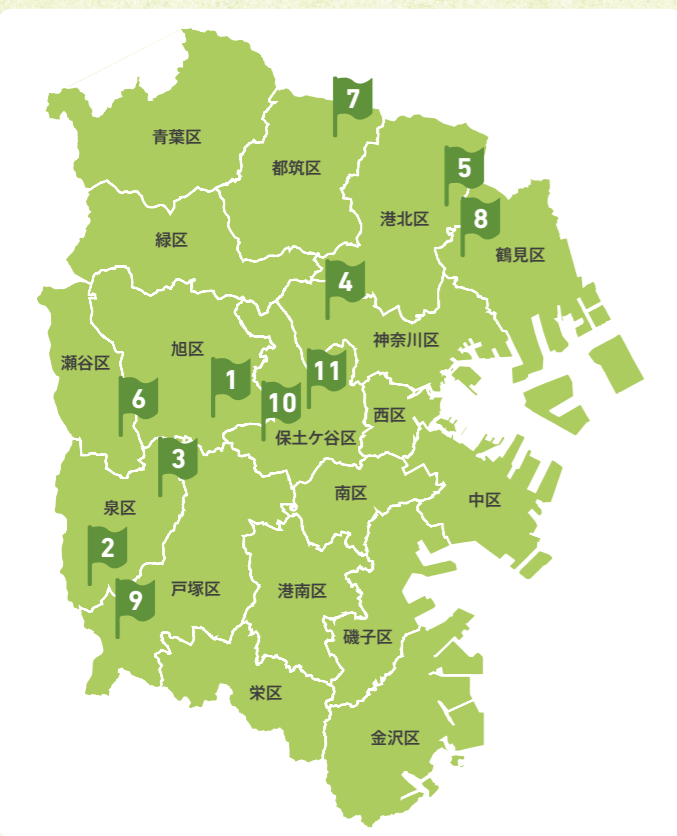 7
青葉区
都筑区
5
港北区
8
緑区
鶴見区
4
神奈川区
旭区
瀬谷区
1
11
6
10
西区
保土ケ谷区
3
南区
中区
泉区
2
戸塚区
港南区
9
磯子区
栄区
金沢区